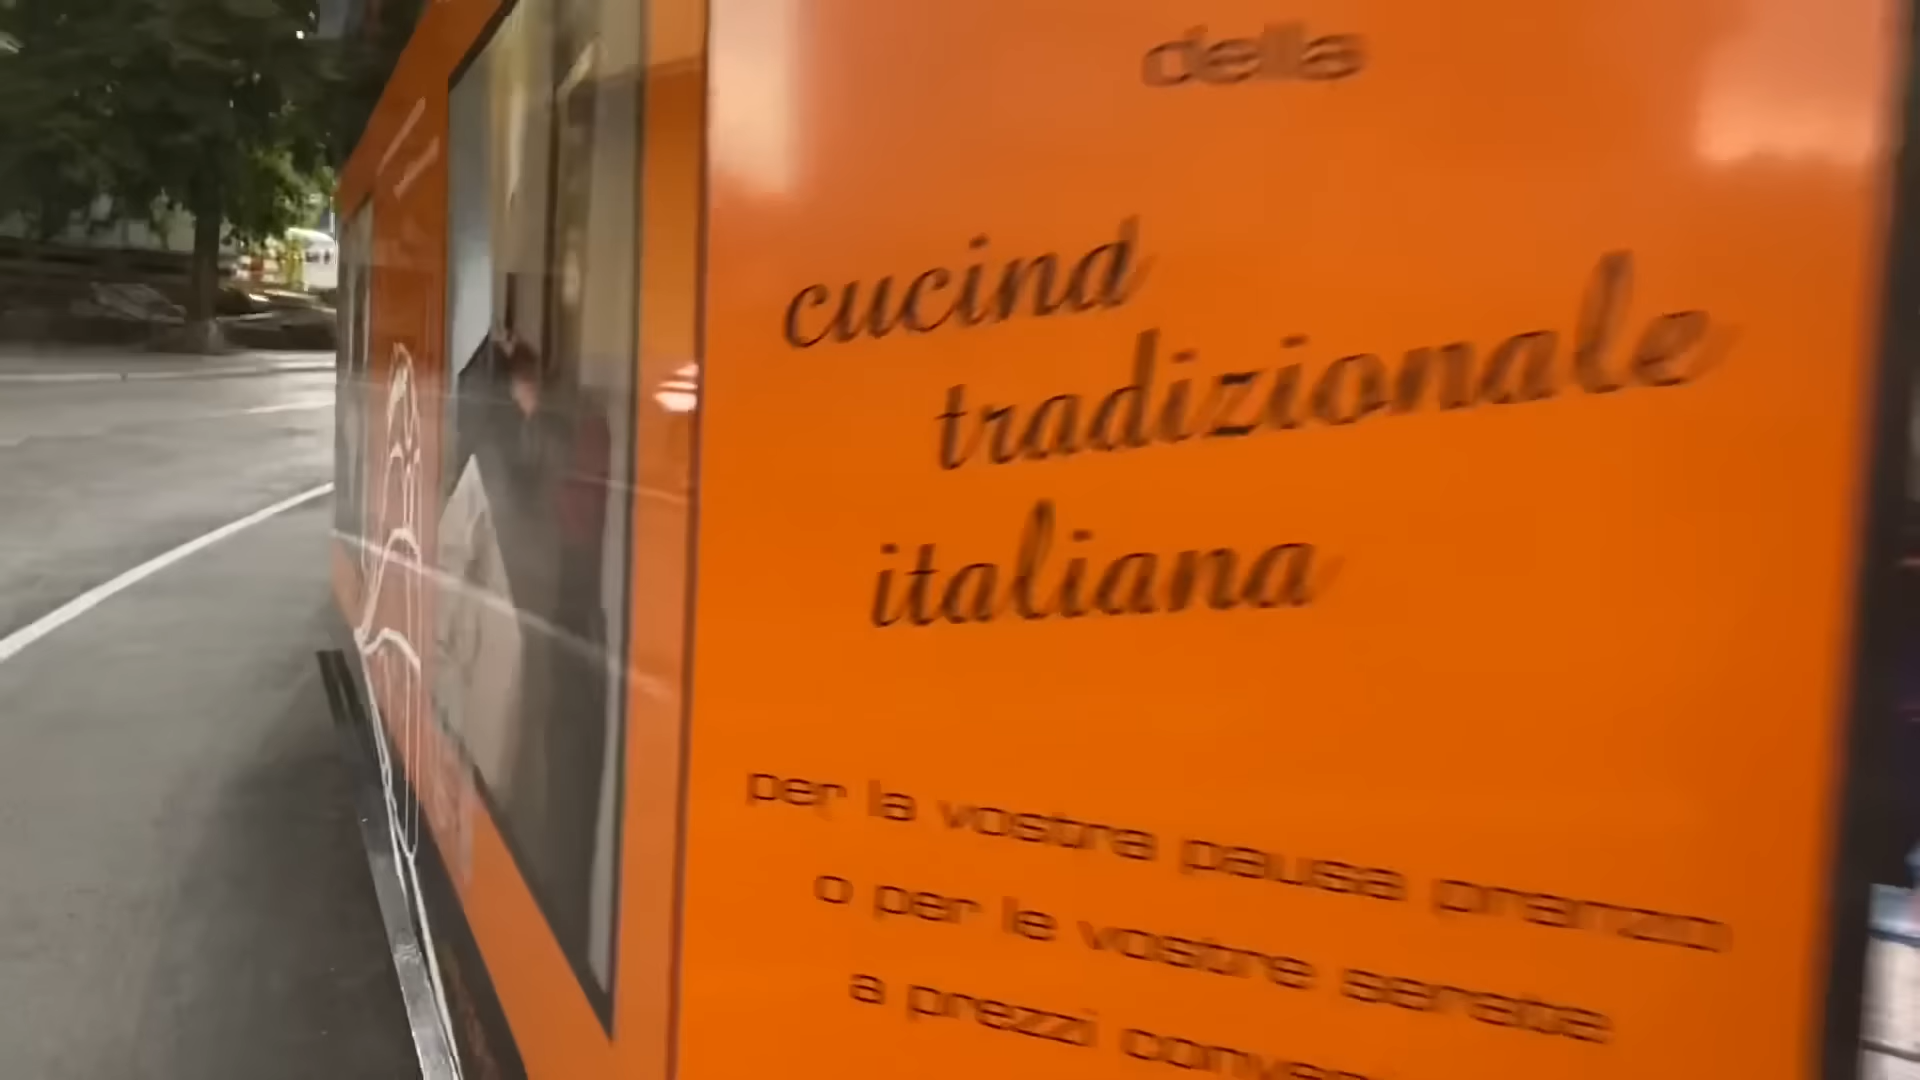 della
cucina
tradizionale
italiana
per la vostra pausa pranzo
o per le vostre serate
a prezzi